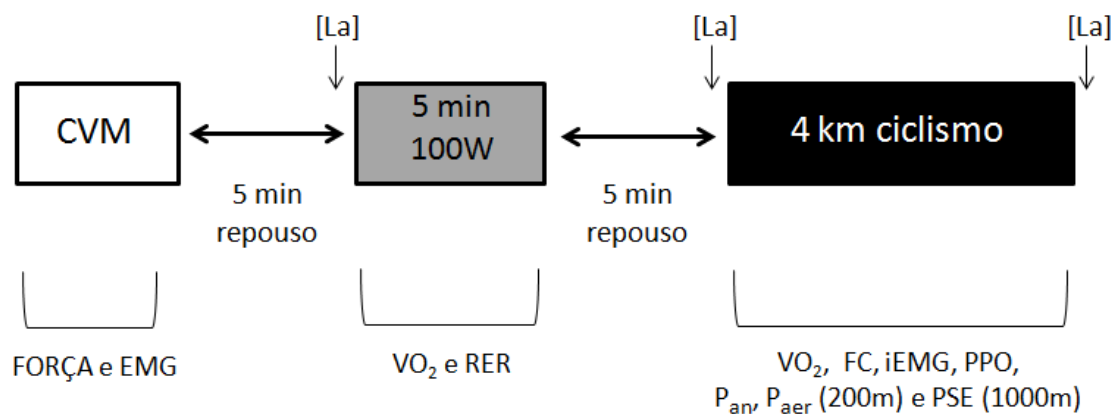 [La]
[La]
[La]
CVM
5 min
100W
4 km ciclismo
5 min
repouso
5 min
repouso
FORÇA e EMG
VO₂ e RER
VO₂, FC, iEMG, PPO,
Pₐₙ, Pₐₑᵣ (200m) e PSE (1000m)